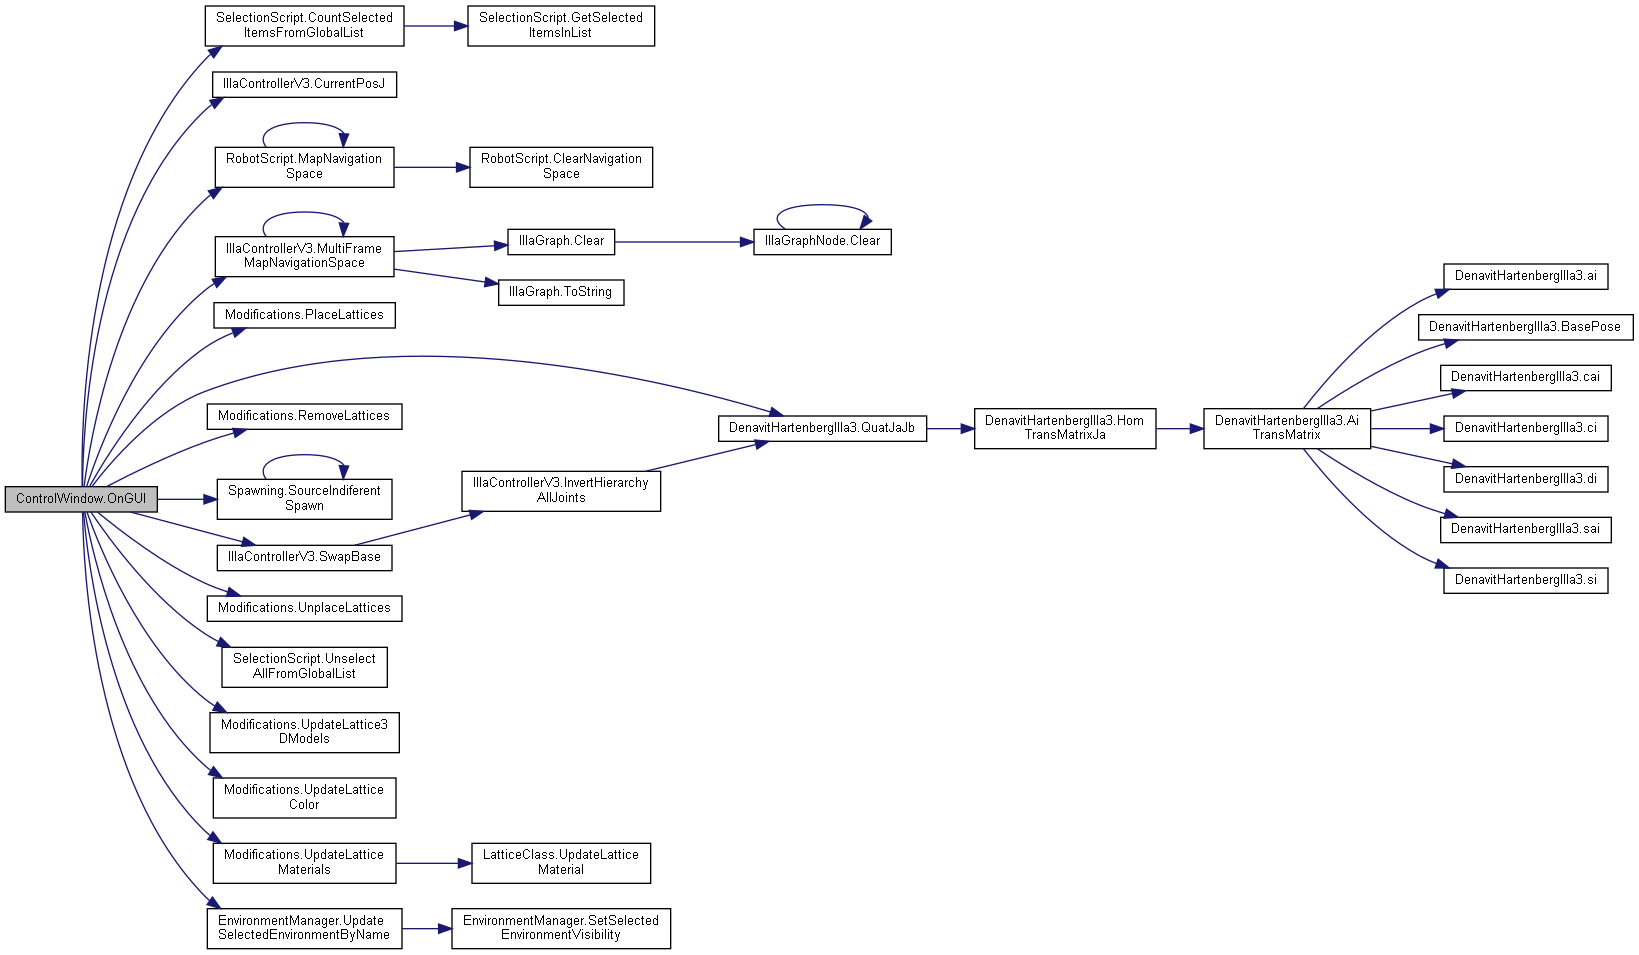 SelectionScript.CountSelected
ItemsFromGlobalList
SelectionScript.GetSelected
ItemsInList
IllaControllerV3.CurrentPosJ
RobotScript.MapNavigation
Space
RobotScript.ClearNavigation
Space
IllaControllerV3.MultiFrame
MapNavigationSpace
IllaGraph.Clear
IllaGraphNode.Clear
IllaGraph.ToString
Modifications.PlaceLattices
Modifications.RemoveLattices
ControlWindow.OnGUI
Spawning.SourceIndiferent
Spawn
IllaControllerV3.SwapBase
IllaControllerV3.InvertHierarchy
AllJoints
DenavitHartenbergIlla3.QuatJaJb
DenavitHartenbergIlla3.Hom
TransMatrixJa
DenavitHartenbergIlla3.Ai
TransMatrix
DenavitHartenbergIlla3.ai
DenavitHartenbergIlla3.BasePose
DenavitHartenbergIlla3.cai
DenavitHartenbergIlla3.ci
DenavitHartenbergIlla3.di
DenavitHartenbergIlla3.sai
DenavitHartenbergIlla3.si
Modifications.UnplaceLattices
SelectionScript.Unselect
AllFromGlobalList
Modifications.UpdateLattice3
DModels
Modifications.UpdateLattice
Color
Modifications.UpdateLattice
Materials
LatticeClass.UpdateLattice
Material
EnvironmentManager.Update
SelectedEnvironmentByName
EnvironmentManager.SetSelected
EnvironmentVisibility